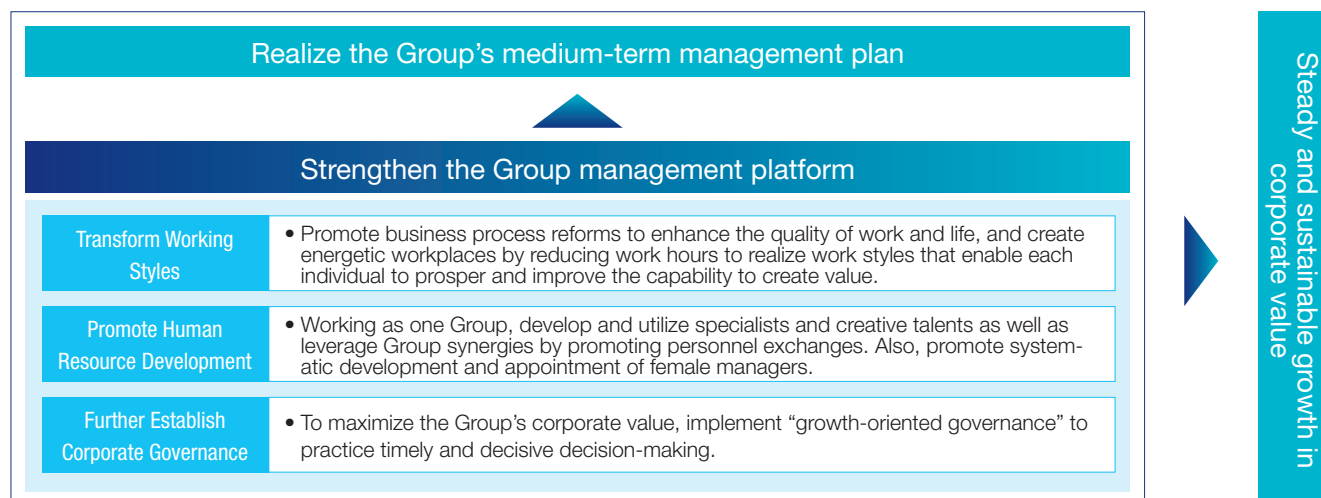 Realize the Group’s medium-term management plan
Strengthen the Group management platform
Transform Working
Styles
• Promote business process reforms to enhance the quality of work and life, and create
energetic workplaces by reducing work hours to realize work styles that enable each
individual to prosper and improve the capability to create value.
Promote Human
Resource Development
• Working as one Group, develop and utilize specialists and creative talents as well as
leverage Group synergies by promoting personnel exchanges. Also, promote system-
atic development and appointment of female managers.
Further Establish
Corporate Governance
• To maximize the Group’s corporate value, implement “growth-oriented governance” to
practice timely and decisive decision-making.
Steady and sustainable growth in
corporate value